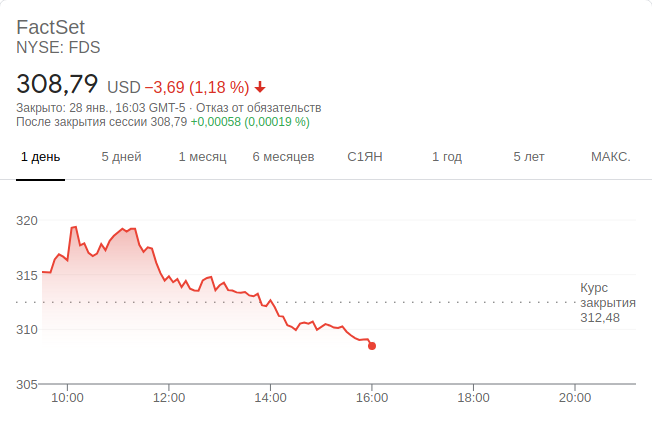 FactSet
NYSE: FDS
308,79 USD −3,69 (1,18 %)
Закрыто: 28 янв., 16:03 GMT-5 · Отказ от обязательств
После закрытия сессии 308,79 +0,00058 (0,00019 %)
1 день 5 дней 1 месяц 6 месяцев С1ЯН 1 год 5 лет МАКС.
320
315
Курс
закрытия
312,48
310
305
10:00 12:00 14:00 16:00 18:00 20:00